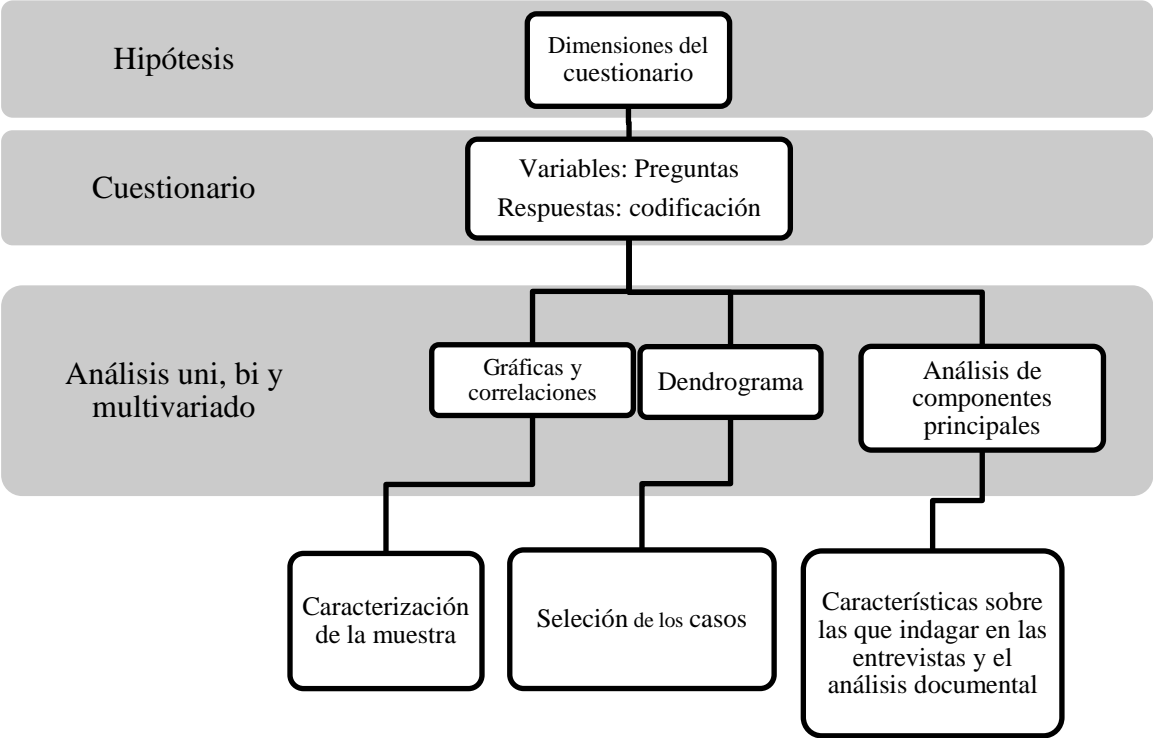 Hipótesis
Dimensiones del
cuestionario
Cuestionario
Variables: Preguntas
Respuestas: codificación
Análisis uni, bi y
multivariado
Gráficas y
correlaciones
Dendrograma
Análisis de
componentes
principales
Caracterización
de la muestra
Seleción de los casos
Características sobre
las que indagar en las
entrevistas y el
análisis documental